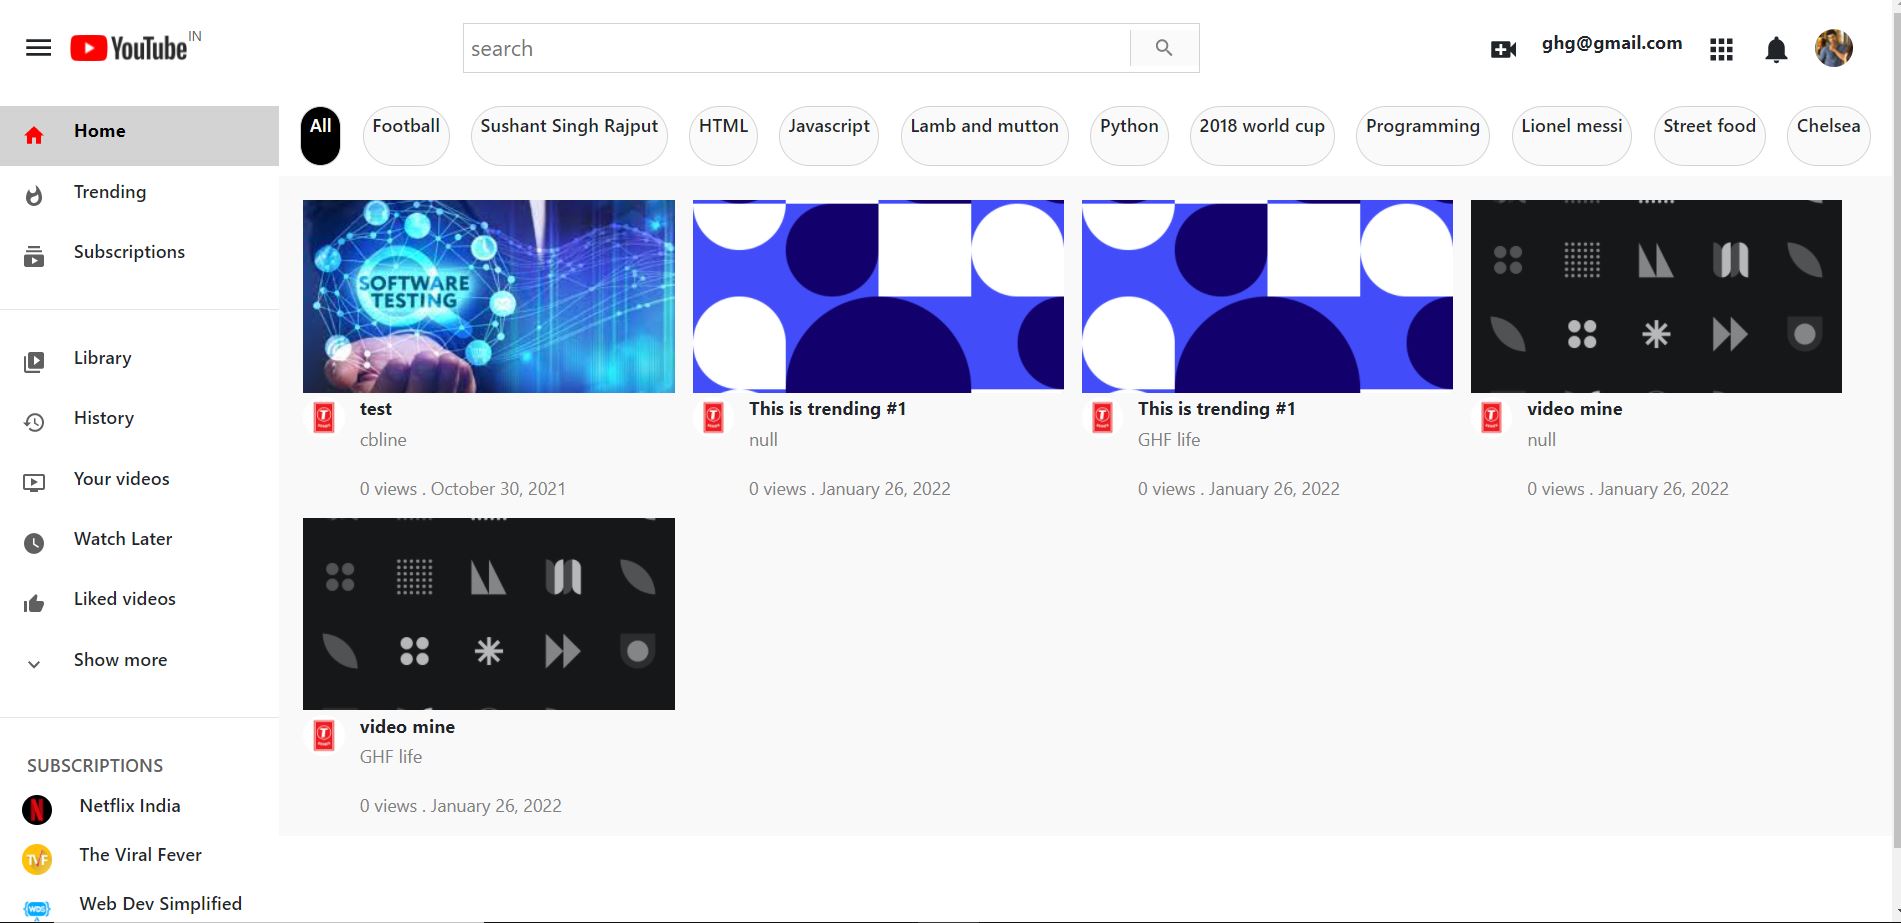 YouTube IN
search
ghg@gmail.com
Home
Trending
Subscriptions
Library
History
Your videos
Watch Later
Liked videos
Show more
SUBSCRIPTIONS
Netflix India
The Viral Fever
Web Dev Simplified
All Football Sushant Singh Rajput HTML Javascript Lamb and mutton Python 2018 world cup Programming Lionel messi Street food Chelsea
SOFTWARE
TESTING
test
cbline
0 views . October 30, 2021
This is trending #1
null
0 views . January 26, 2022
This is trending #1
GHF life
0 views . January 26, 2022
video mine
null
0 views . January 26, 2022
video mine
GHF life
0 views . January 26, 2022